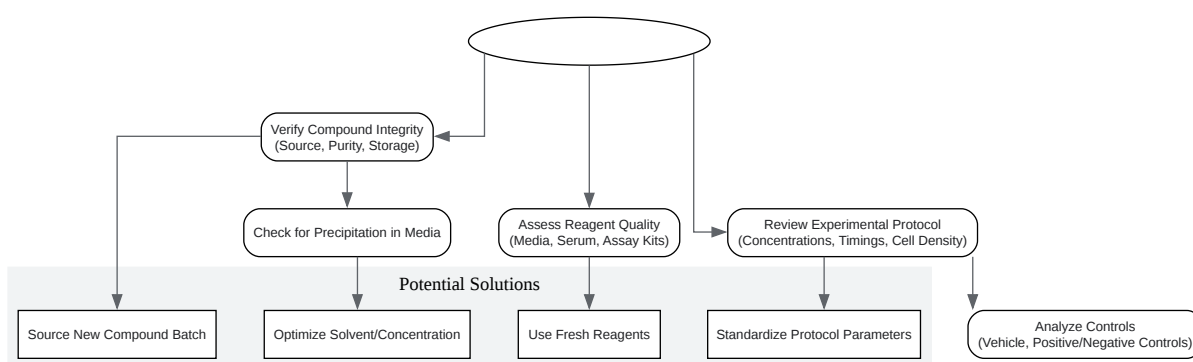 Verify Compound Integrity
(Source, Purity, Storage)
Check for Precipitation in Media
Assess Reagent Quality
(Media, Serum, Assay Kits)
Review Experimental Protocol
(Concentrations, Timings, Cell Density)
Potential Solutions
Source New Compound Batch
Optimize Solvent/Concentration
Use Fresh Reagents
Standardize Protocol Parameters
Analyze Controls
(Vehicle, Positive/Negative Controls)